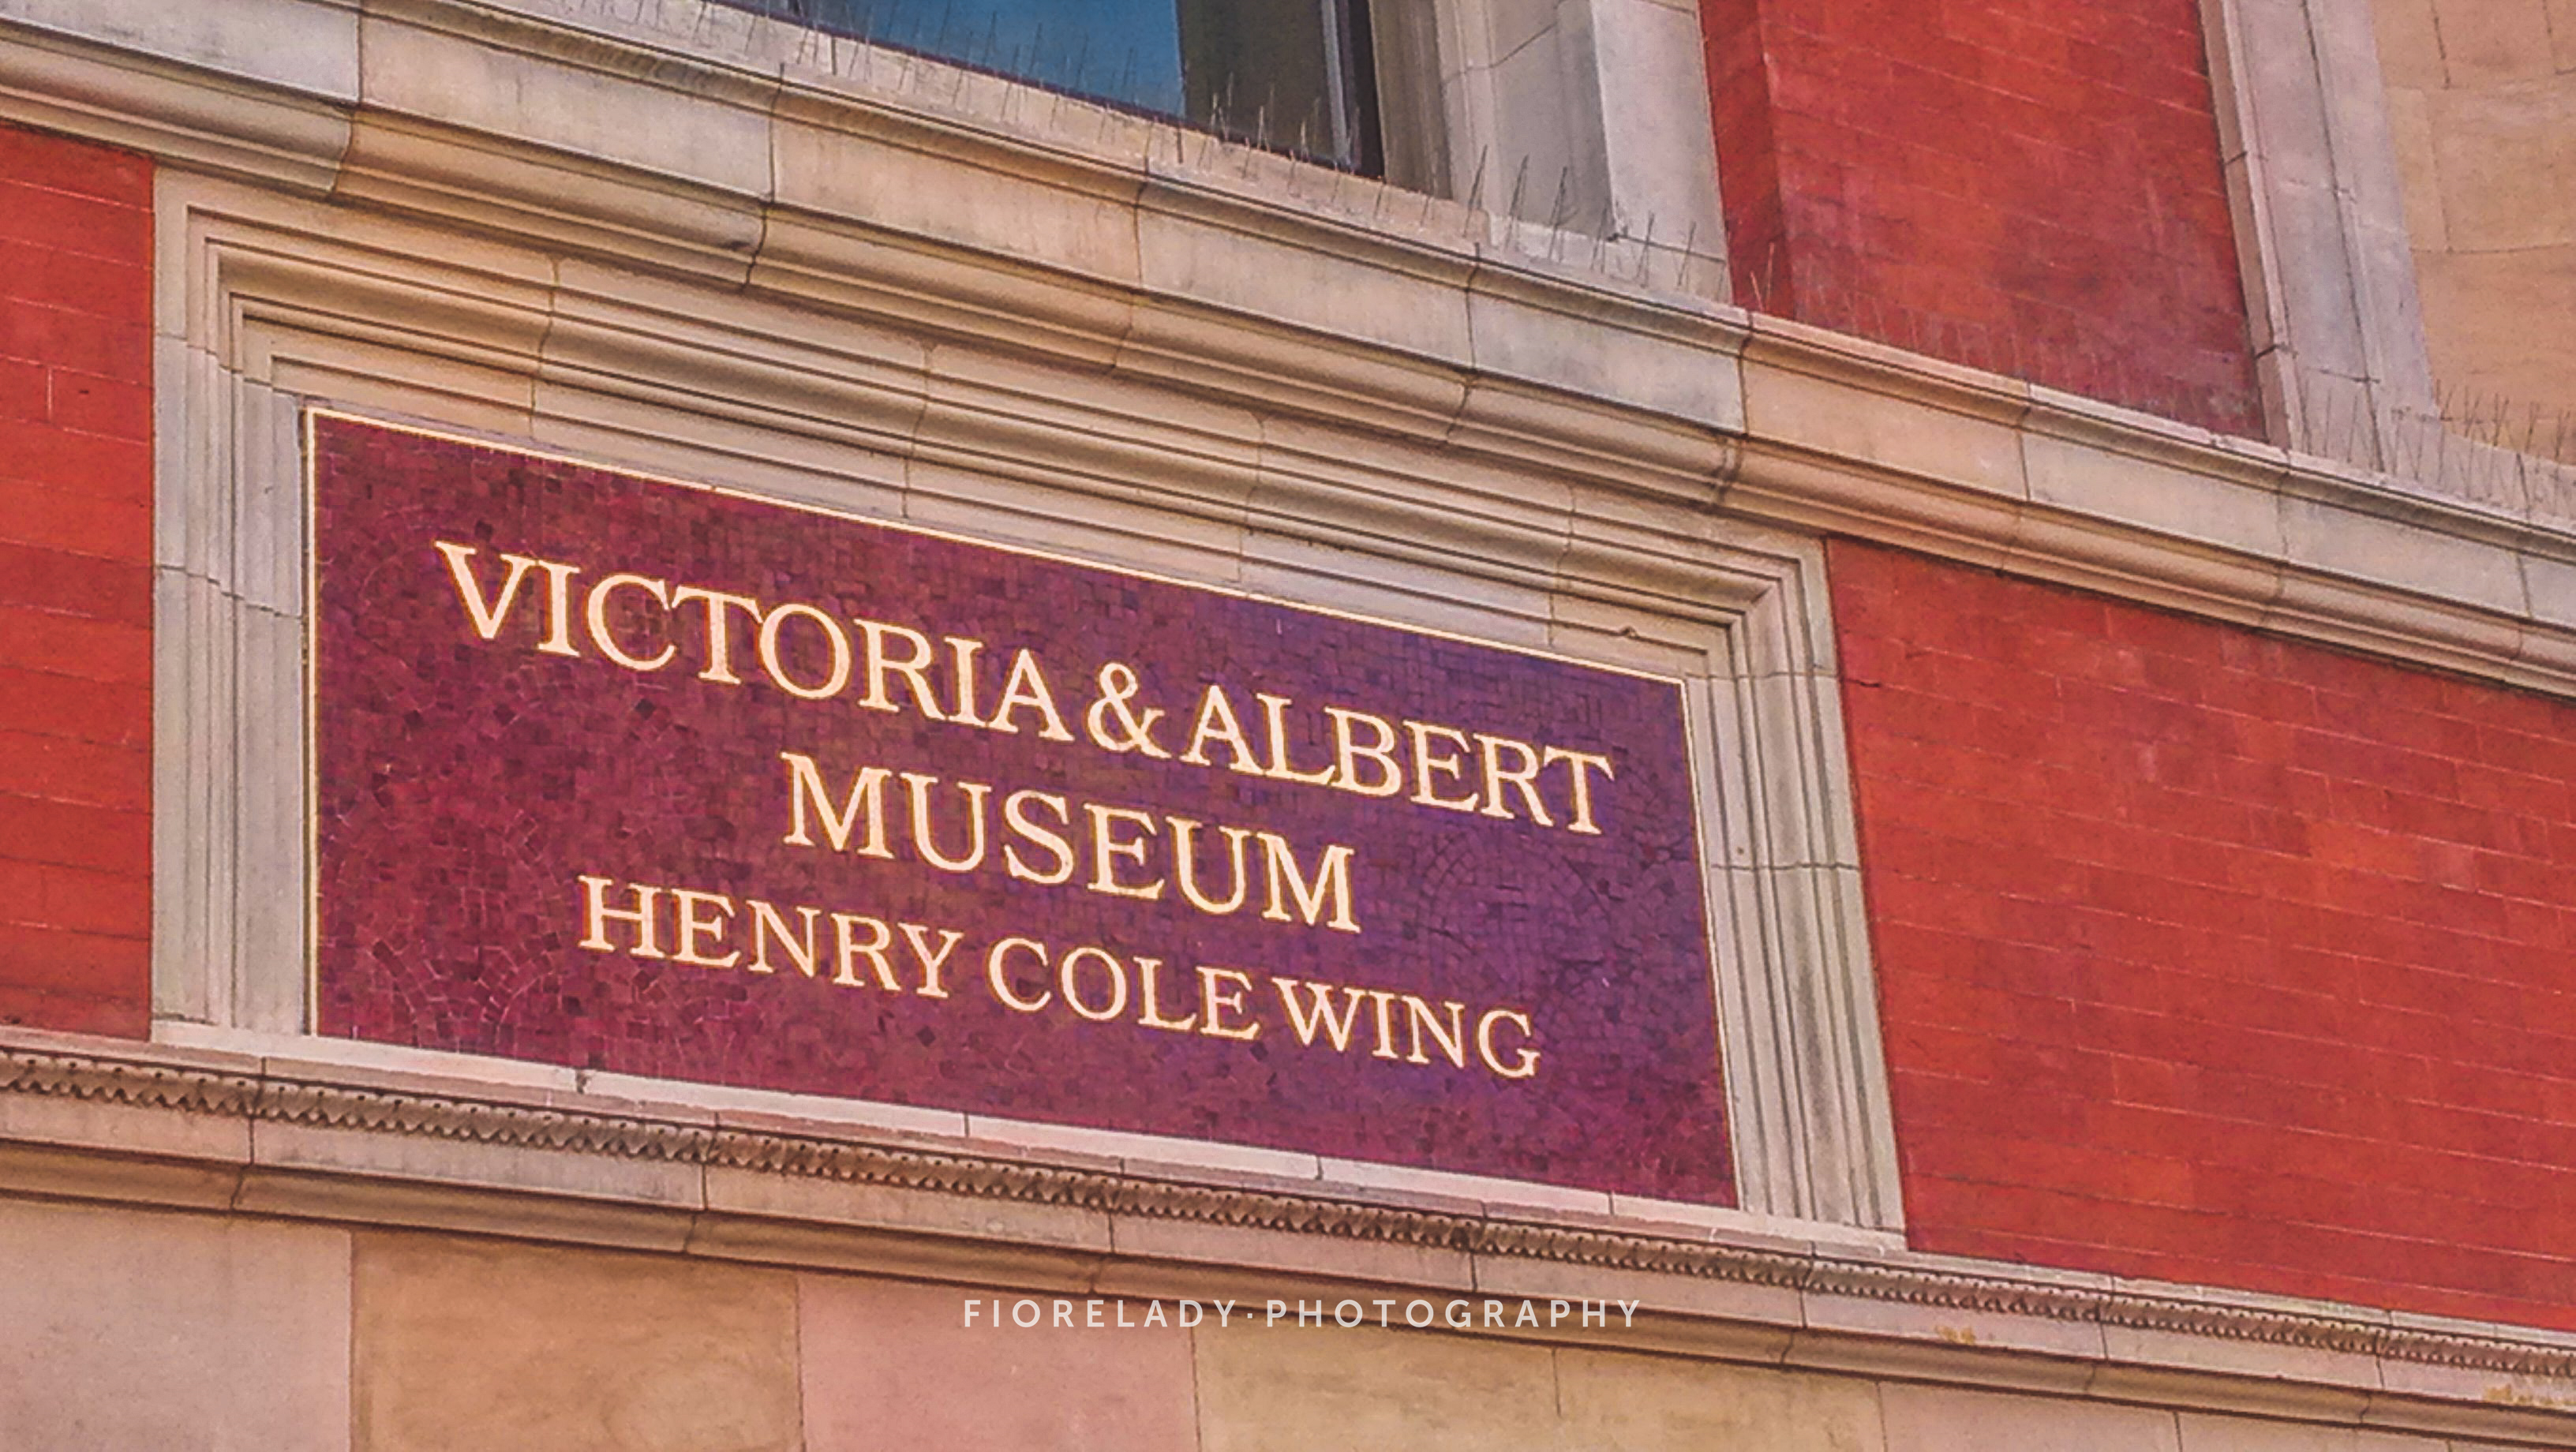 VICTORIA & ALBERT
MUSEUM
HENRY COLE WING
FIORELADY·PHOTOGRAPHY